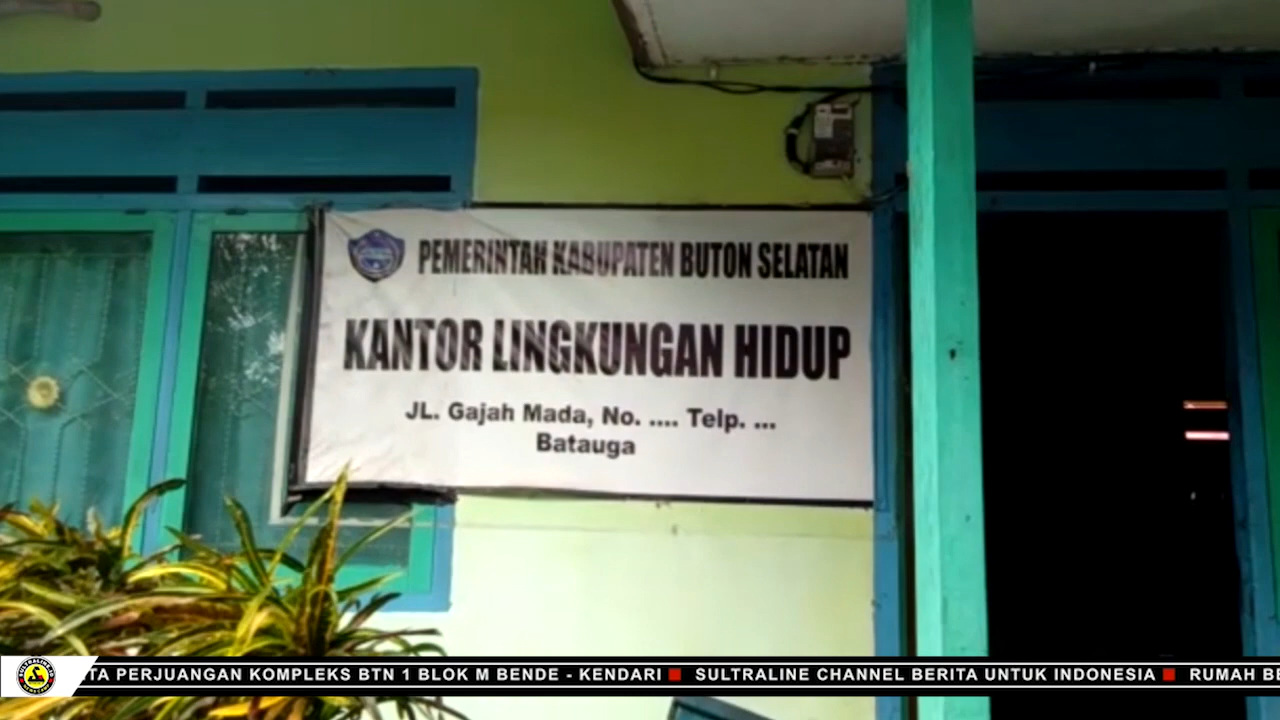 PEMERINTAH KABUPATEN BUTON SELATAN
KANTOR LINGKUNGAN HIDUP
JL. Gajah Mada, No. .... Telp. ...
Batauga
TA PERJUANGAN KOMPLEKS BTN 1 BLOK M BENDE - KENDARI SULTRALINE CHANNEL BERITA UNTUK INDONESIA RUMAH BE